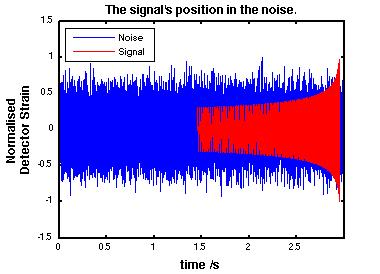 The signal's position in the noise.
1.5
Noise
Signal
1
0.5
0
-0.5
-1
-1.5
Normalised
Detector Strain
0 0.5 1 1.5 2 2.5
time /s